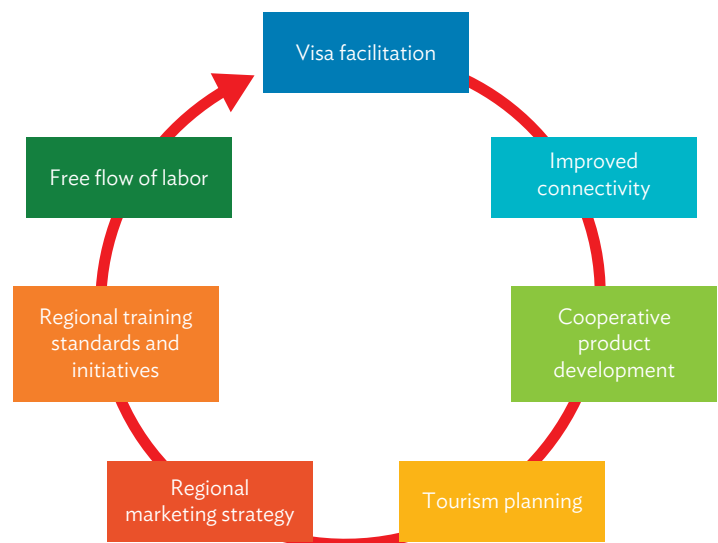 Visa facilitation
Improved
connectivity
Cooperative
product
development
Tourism planning
Regional
marketing strategy
Regional training
standards and
initiatives
Free flow of labor